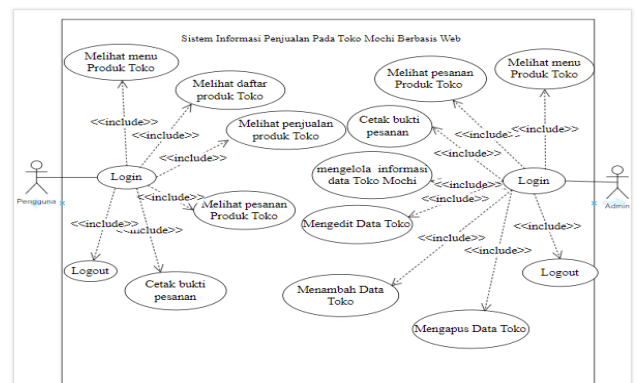 Sistem Informasi Penjualan Pada Toko Mochi Berbasis Web
Melihat menu
Produk Toko
Melihat daftar
produk Toko
Melihat penjualan
produk Toko
<<include>>
<<include>>
<<include>>
Login
Pengguna
<<include>>
Melihat pesanan
Produk Toko
<<include>>
<<include>>
Logout
Cetak bukti
pesanan
Melihat pesanan
Produk Toko
Melihat menu
Produk Toko
Cetak bukti
pesanan
<<include>>
<<include>>
<<include>>
mengelola informasi
data Toko Mochi
<<include>>
Login
Admin
Mengedit Data Toko
<<include>>
<<include>>
<<include>>
<<include>>
Menambah Data
Toko
Logout
Mengapus Data Toko